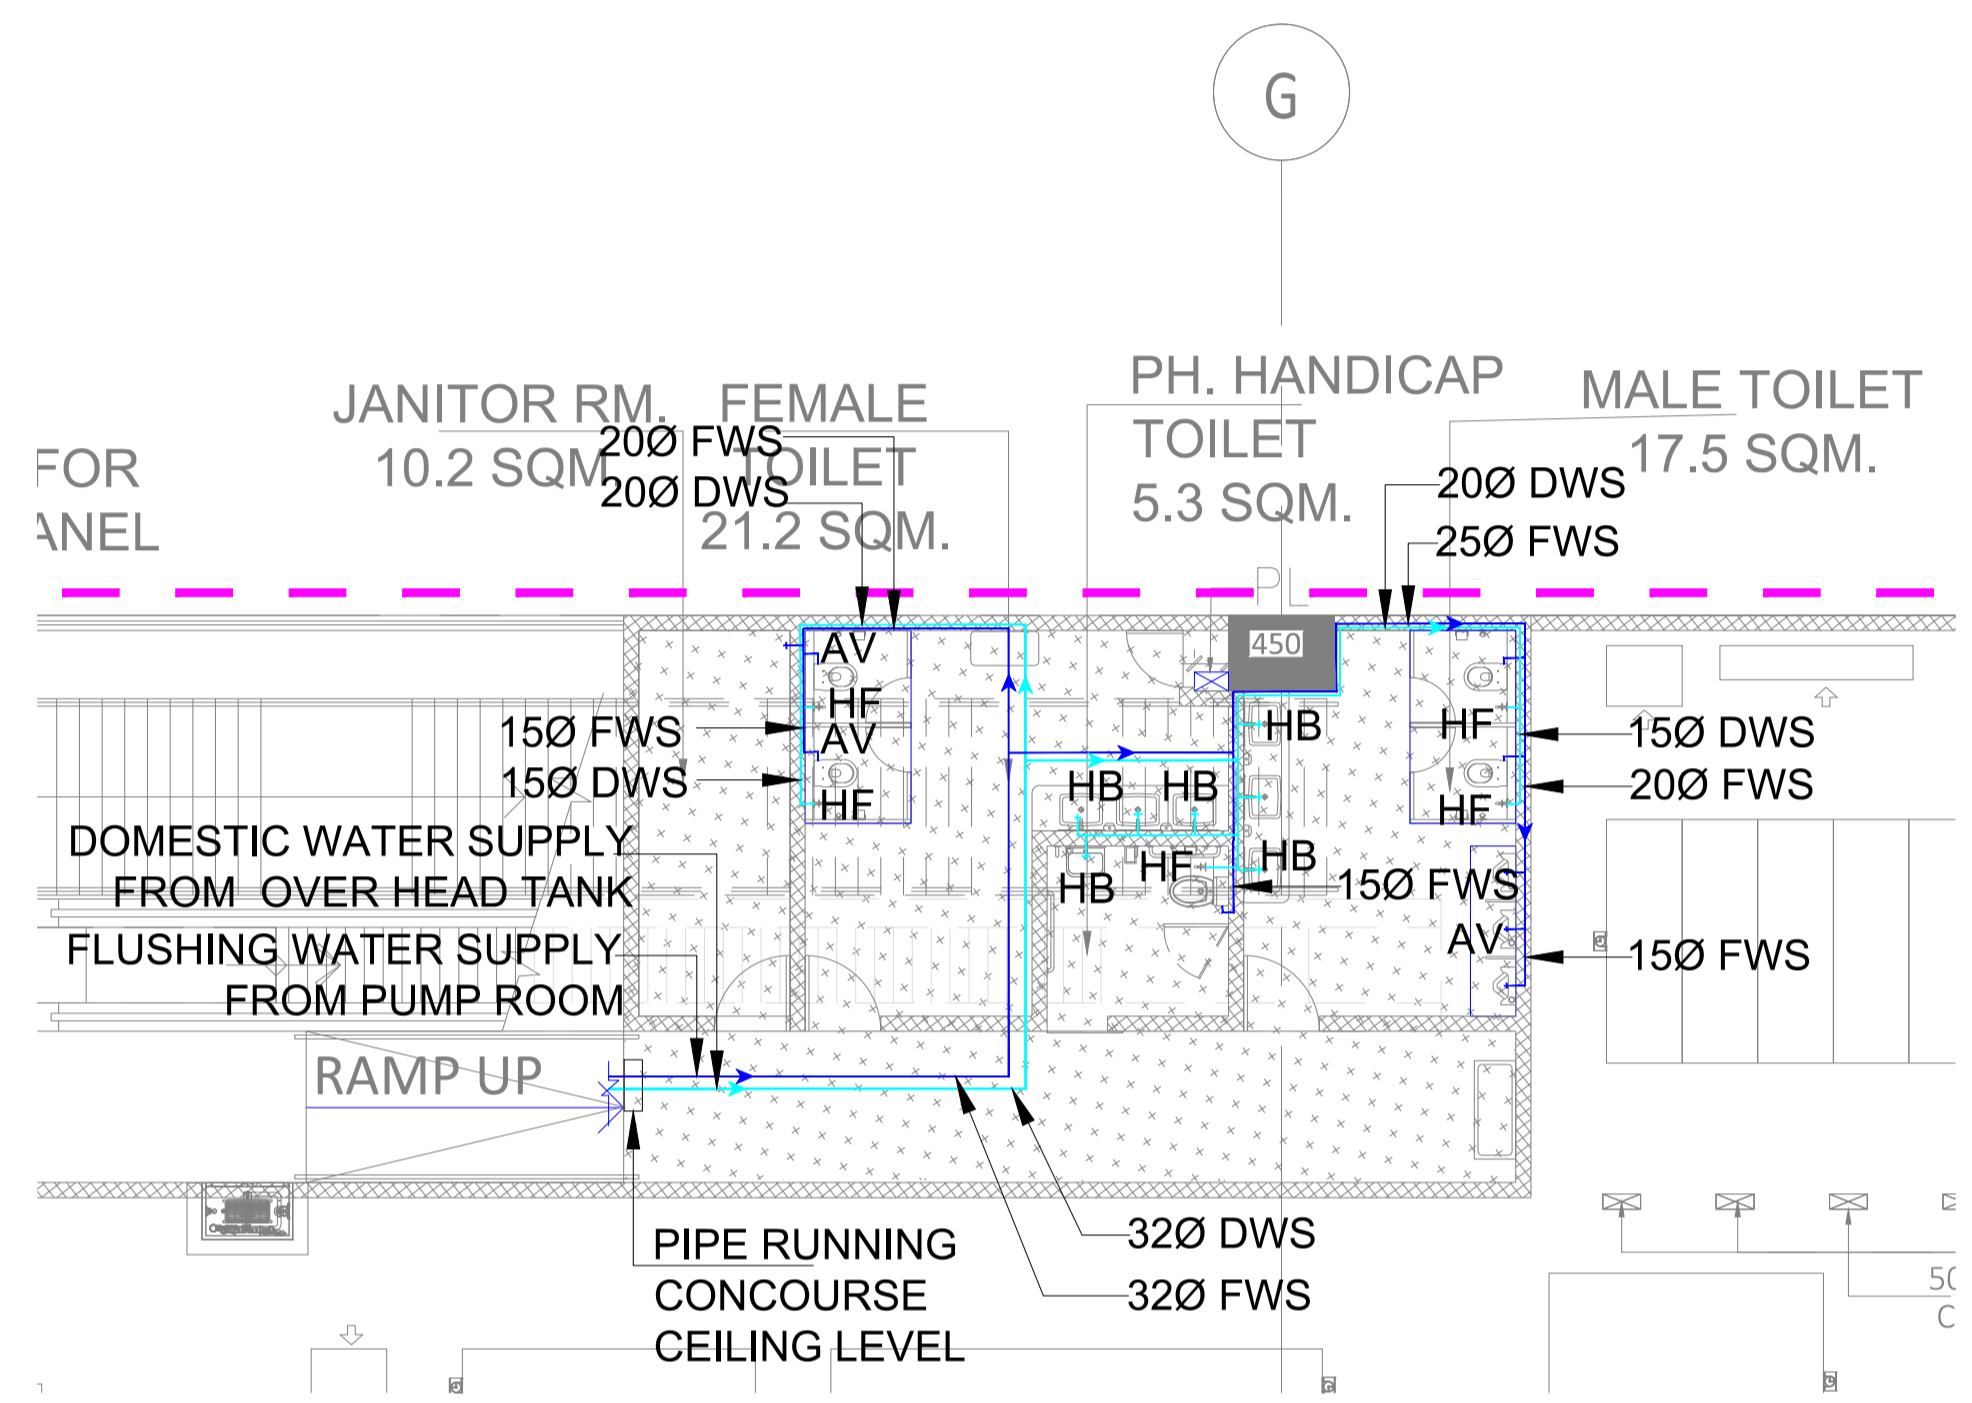 G
JANITOR RM.
10.2 SQM.
FEMALE
TOILET
21.2 SQM.
PH. HANDICAP
TOILET
5.3 SQM.
MALE TOILET
17.5 SQM.
FOR
ANEL
20Ø FWS
20Ø DWS
20Ø DWS
25Ø FWS
PL
450
AV
HF
AV
HF
15Ø FWS
15Ø DWS
HB
HB
HB
HB
HF
HB
HF
HF
AV
15Ø DWS
20Ø FWS
15Ø FWS
15Ø FWS
DOMESTIC WATER SUPPLY
FROM OVER HEAD TANK
FLUSHING WATER SUPPLY
FROM PUMP ROOM
RAMP UP
PIPE RUNNING
CONCOURSE
CEILING LEVEL
32Ø DWS
32Ø FWS
50
C